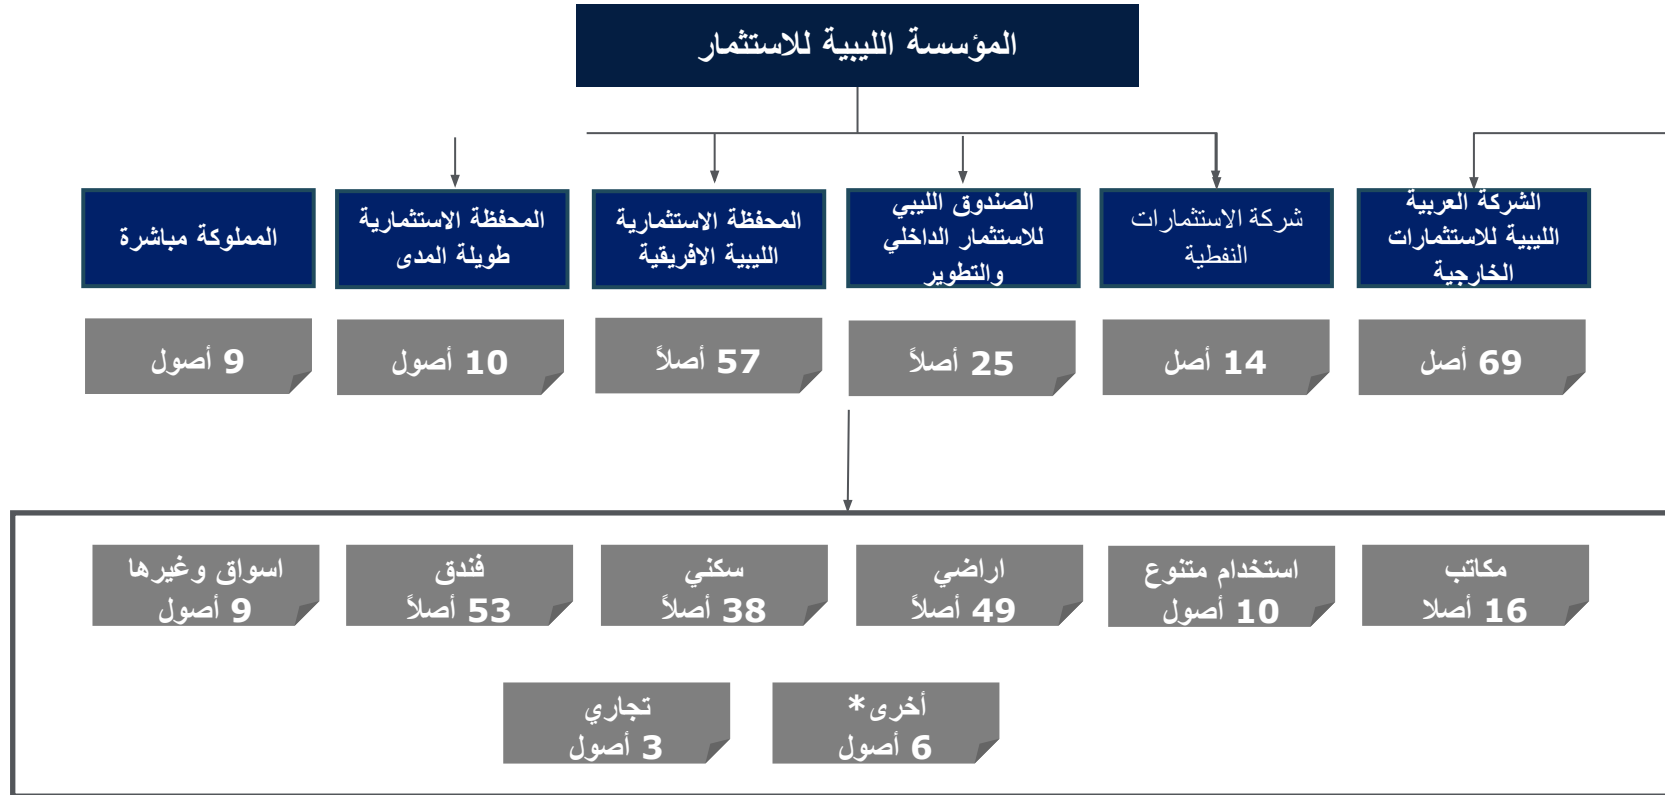 المؤسسة الليبية للاستثمار
الشركة العربية
الليبية للاستثمارات
الخارجية
شركة الاستثمارات
النفطية
الصندوق الليبي
للاستثمار الداخلي
والتطوير
المحفظة الاستثمارية
الليبية الافريقية
المحفظة الاستثمارية
طويلة المدى
المملوكة مباشرة
69 أصل
14 أصل
25 أصلاً
57 أصلاً
10 أصول
9 أصول
مكاتب
16 أصلا
استخدام متنوع
10 أصول
اراضي
49 أصلاً
سكني
38 أصلاً
فندق
53 أصلاً
اسواق وغيرها
9 أصول
أخرى*
6 أصول
تجاري
3 أصول